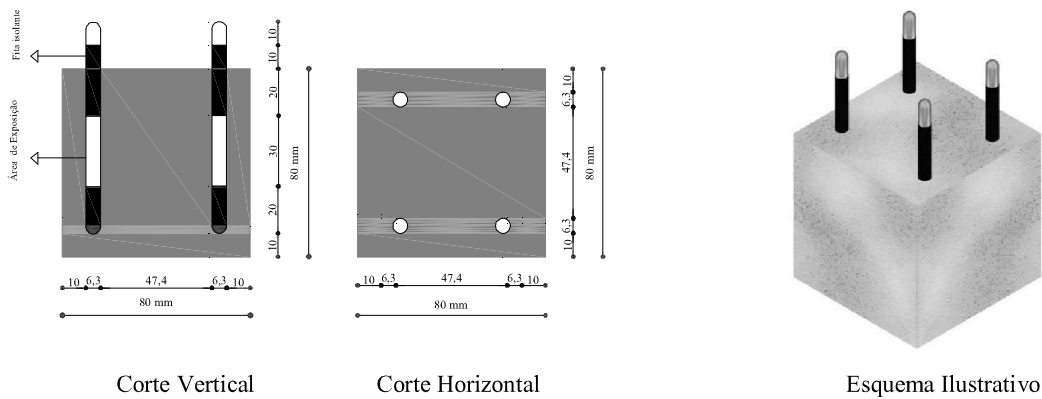 Fita isolante
Área de Exposição
10
10
20
30
20
10
80 mm
10 6,3 47,4 6,3 10
80 mm
10
6,3
47,4
6,3
10
80 mm
10 6,3 47,4 6,3 10
80 mm
Corte Vertical
Corte Horizontal
Esquema Ilustrativo